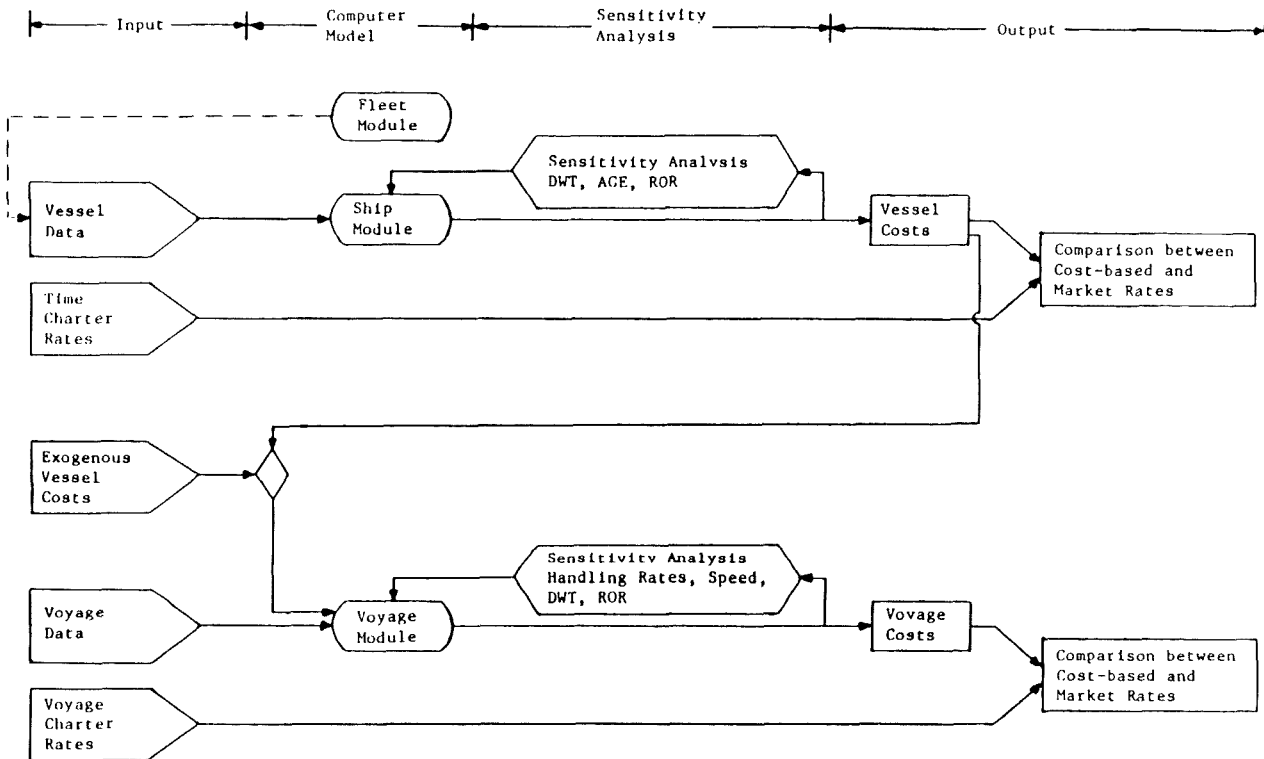 Input
Computer
Model
Sensitivity
Analysis
Output
Fleet
Module
Sensitivity Analysis
DWT, AGE, ROR
Vessel
Data
Ship
Module
Vessel
Costs
Comparison between
Cost-based and
Market Rates
Time
Charter
Rates
Exogenous
Vessel
Costs
Sensitivity Analysis
Handling Rates, Speed,
DWT, ROR
Voyage
Data
Voyage
Module
Vovage
Costs
Comparison between
Cost-based and
Market Rates
Voyage
Charter
Rates